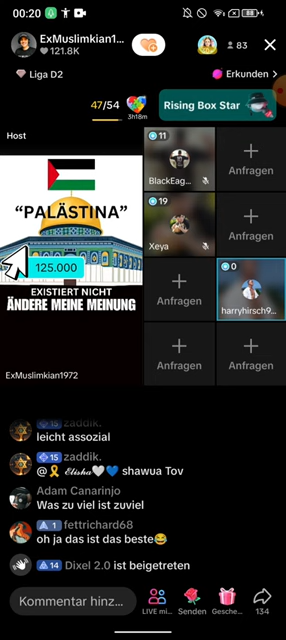 00:20
ExMuslimkian1...
121.8K
83
Liga D2
Erkunden >
47/54
3h18m
Rising Box Star
Host
“PALÄSTINA”
125.000
EXISTIERT NICHT
ÄNDERE MEINE MEINUNG
ExMuslimkian1972
11
BlackEag...
Anfragen
19
Xeya
Anfragen
Anfragen
0
harryhirsch9...
Anfragen
Anfragen
15 zaddik.
leicht assozial
15 zaddik.
@🎗️ 𝓔𝓵𝓲𝓼𝓱𝓪🤍💙 shawua Tov
Adam Canarinjo
Was zu viel ist zuviel
1 fettrichard68
oh ja das ist das beste😂
14 Dixel 2.0 ist beigetreten
Kommentar hinz...
LIVE mi...
Senden
Gesche...
134